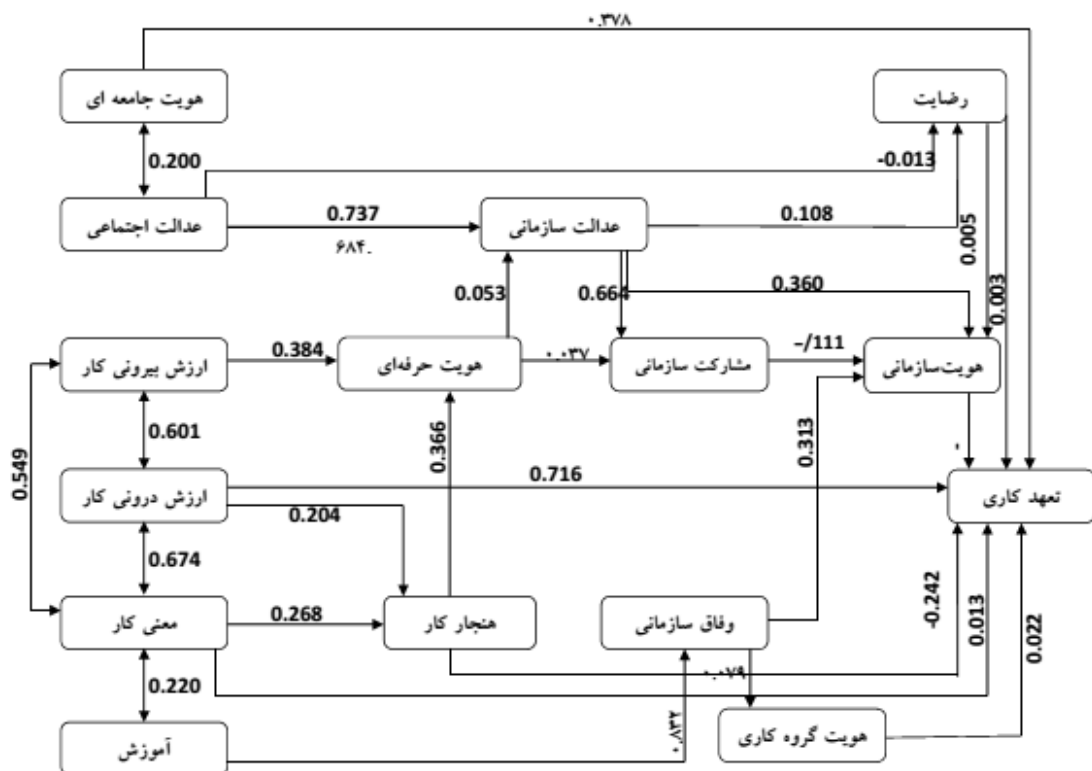 ۰.۳۷۸
هویت جامعه ای
رضایت
0.200
-0.013
عدالت اجتماعی
0.737
۶۸۴.
عدالت سازمانی
0.108
0.005
0.003
0.053
0.664
0.360
ارزش بیرونی کار
0.384
هویت حرفه‌ای
۰.۰۳۷
مشارکت سازمانی
–/111
هویت‌سازمانی
0.549
0.601
0.366
0.313
۰
ارزش درونی کار
0.716
تعهد کاری
0.204
0.674
معنی کار
0.268
هنجار کار
وفاق سازمانی
-0.242
0.013
0.022
0.220
۰.۰۷۹
آموزش
۰.۸۳۲
هویت گروه کاری